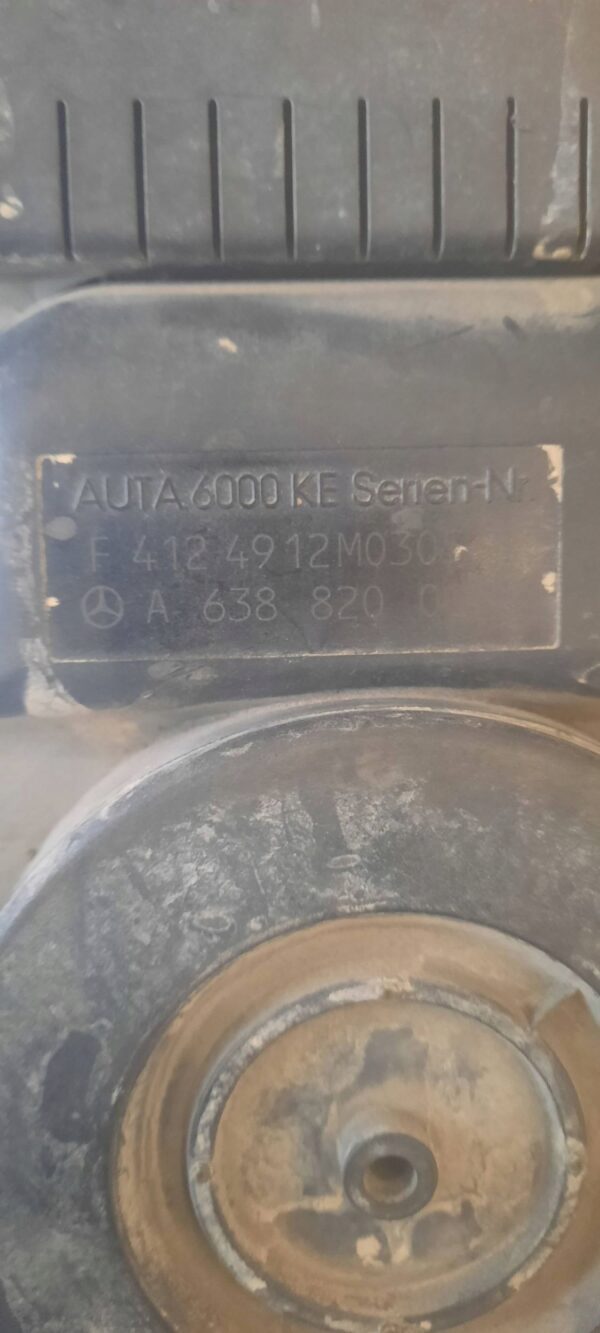 AUTA 6000 KE Serien-Nr.
F 412 4912M030
A 638 820